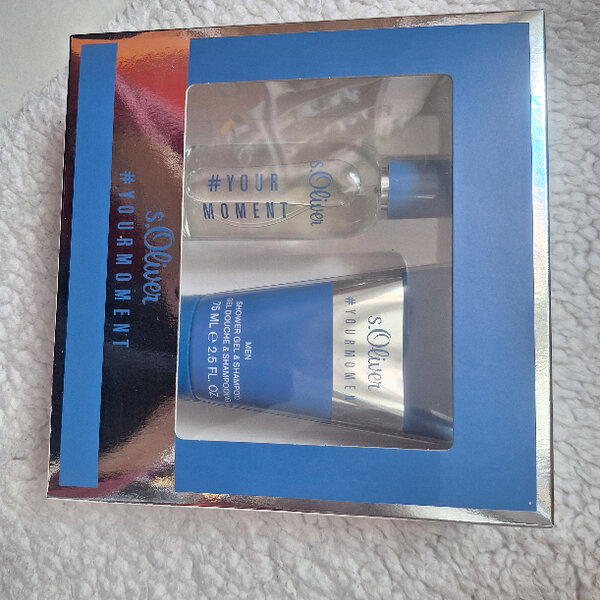 s.Oliver
#YOURMOMENT
s.Oliver
#YOUR
MOMENT
s.Oliver
#YOURMOMEN
MEN
SHOWER GEL & SHAMPOO
GEL DOUCHE & SHAMPOOING
75 ML ℮ 2.5 FL. OZ